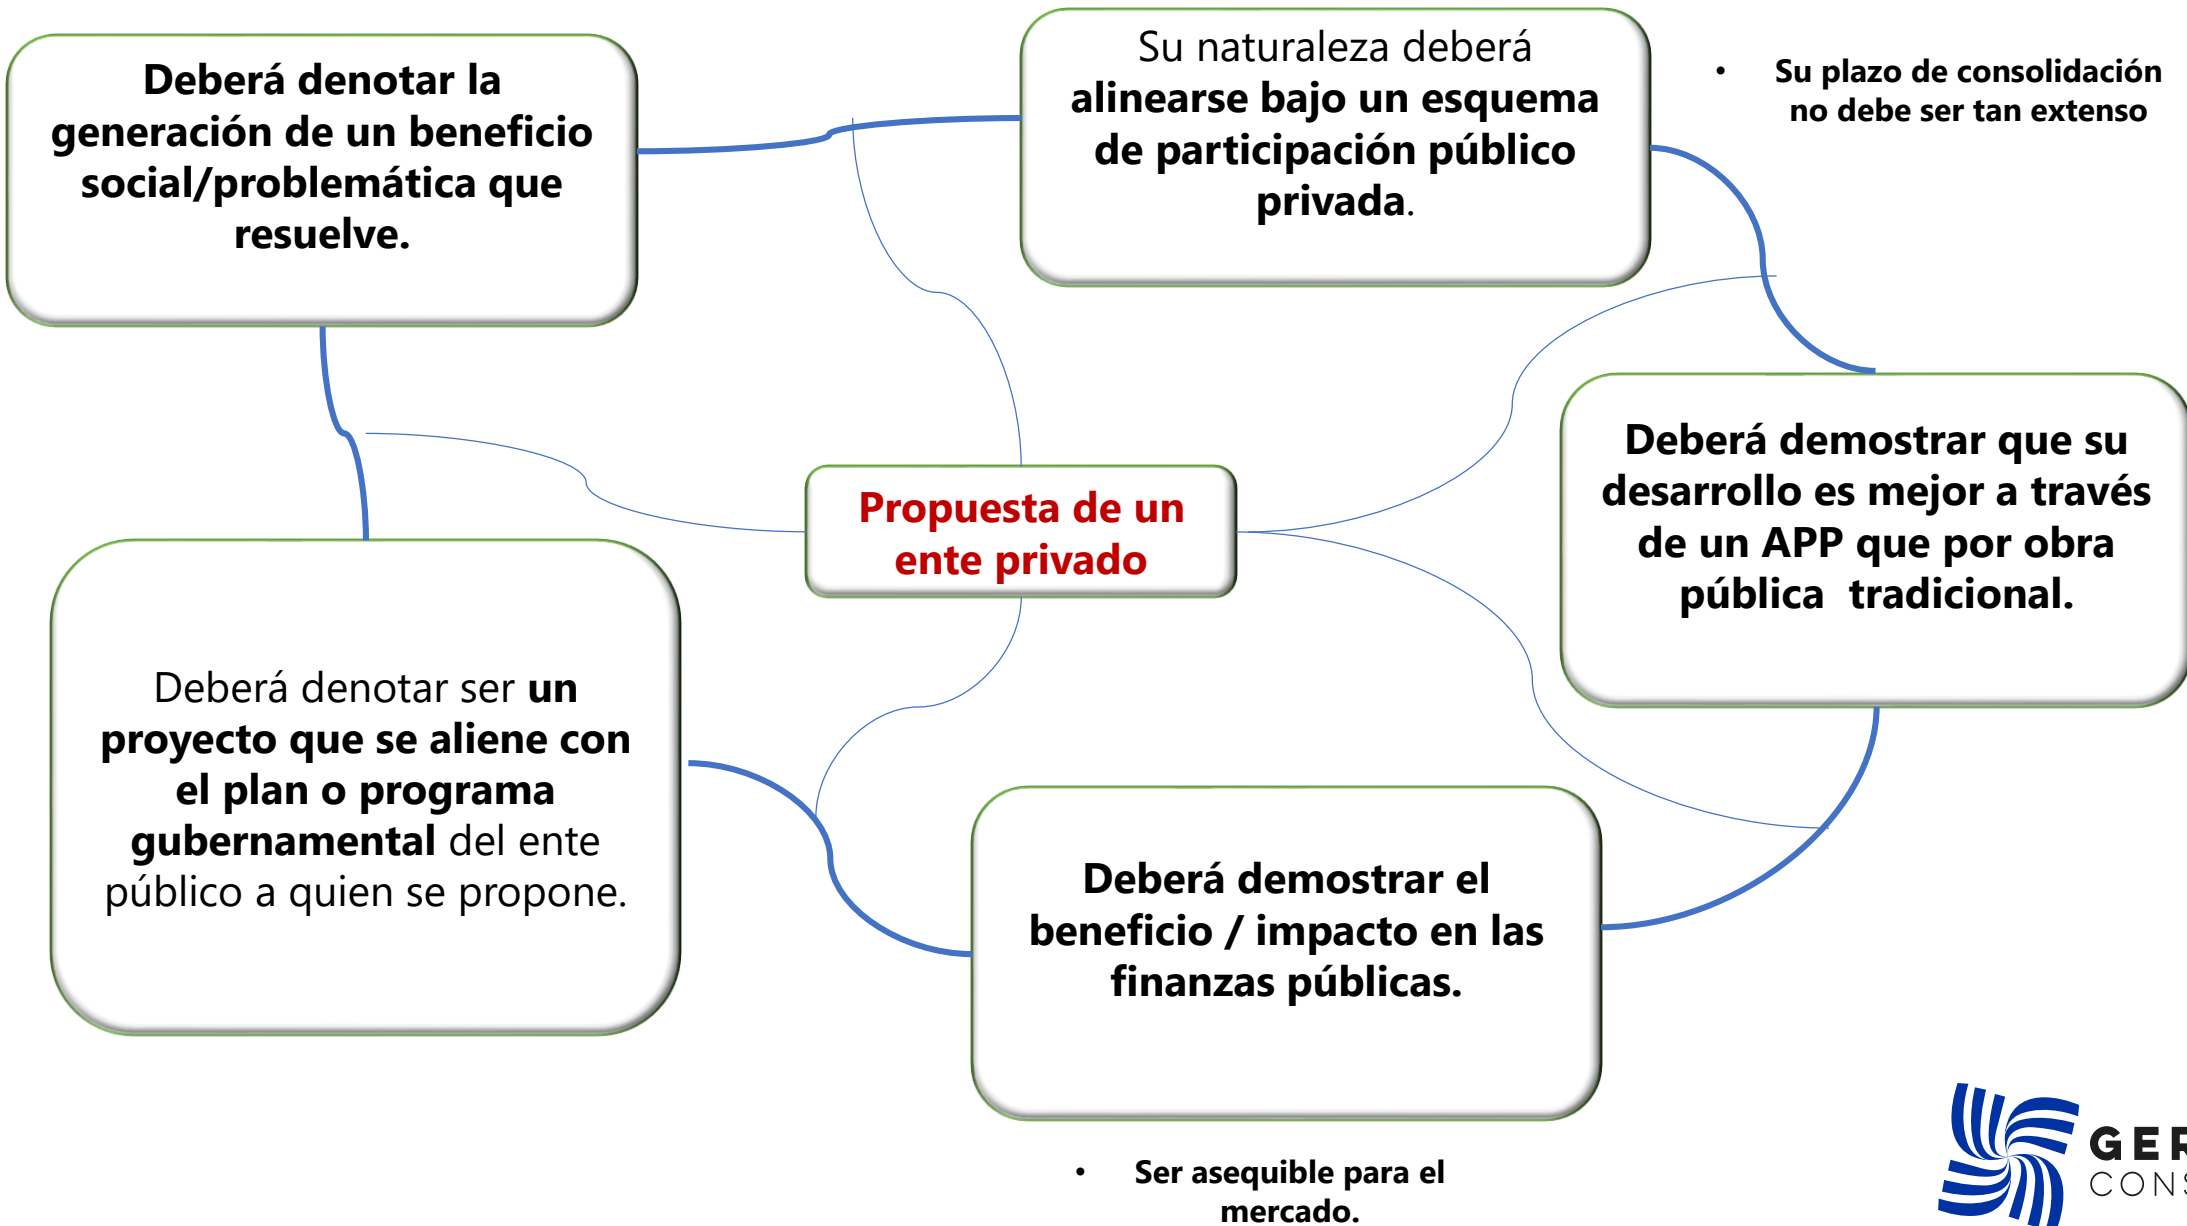 Deberá denotar la
generación de un beneficio
social/problemática que
resuelve.
Su naturaleza deberá
alinearse bajo un esquema
de participación público
privada.
• Su plazo de consolidación
no debe ser tan extenso
Deberá demostrar que su
desarrollo es mejor a través
de un APP que por obra
pública  tradicional.
Propuesta de un
ente privado
Deberá denotar ser un
proyecto que se aliene con
el plan o programa
gubernamental del ente
público a quien se propone.
Deberá demostrar el
beneficio / impacto en las
finanzas públicas.
• Ser asequible para el
mercado.